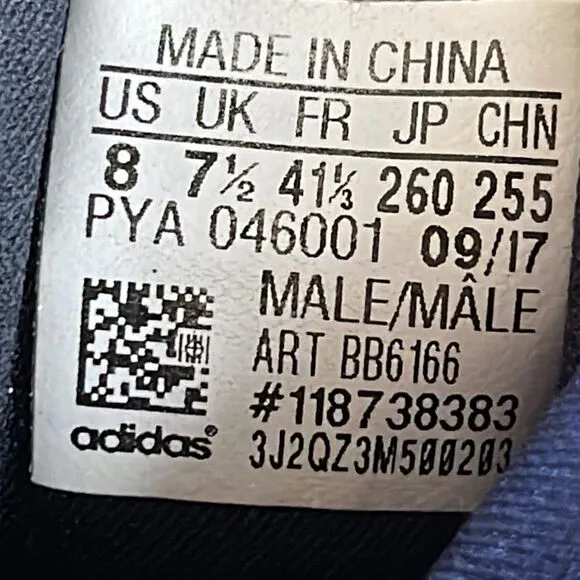 MADE IN CHINA
US UK FR JP CHN
8 7½ 41⅓ 260 255
PYA 046001 09/17
MALE/MÂLE
ART BB6166
#118738383
adidas® 3J2QZ3M500203